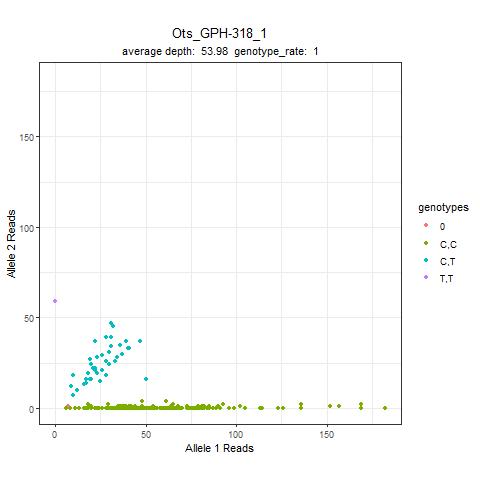 Ots_GPH-318_1
average depth: 53.98 genotype_rate: 1
150
100
50
0
Allele 2 Reads
0
50
100
150
Allele 1 Reads
genotypes
0
C,C
C,T
T,T